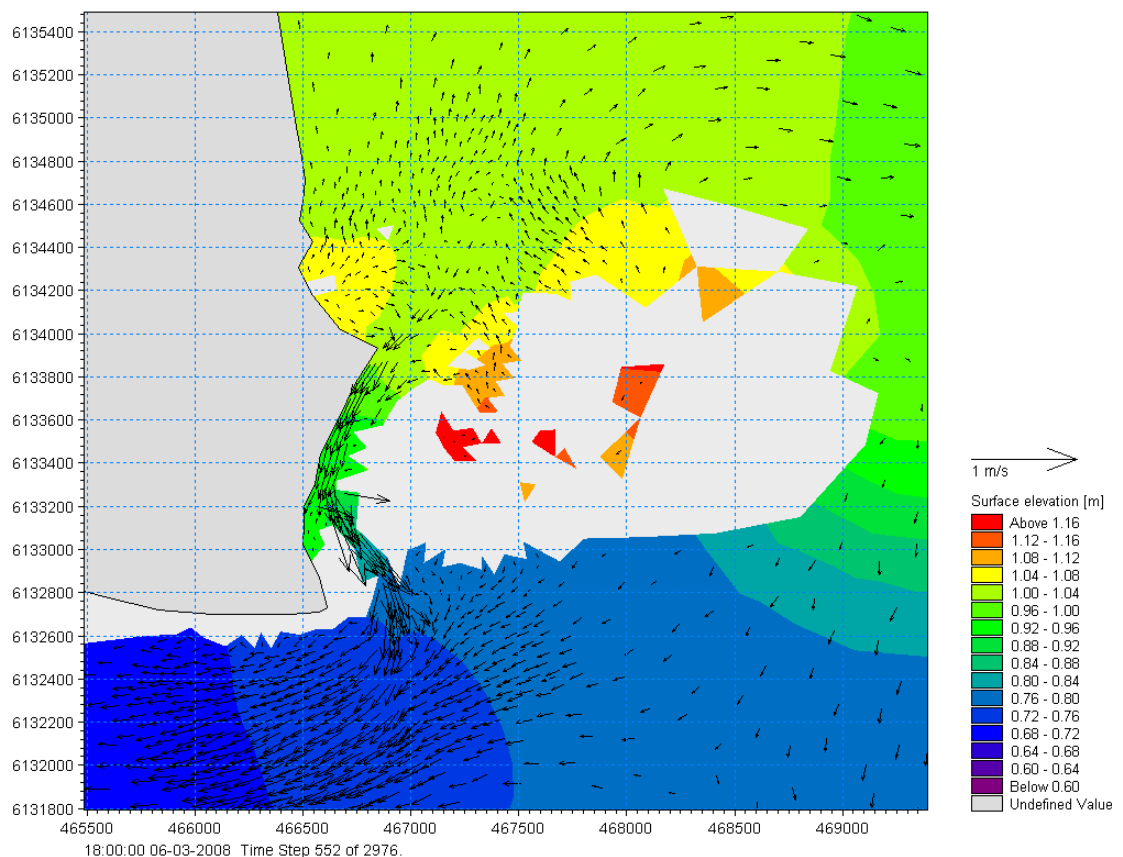 6135400
6135200
6135000
6134800
6134600
6134400
6134200
6134000
6133800
6133600
6133400
6133200
6133000
6132800
6132600
6132400
6132200
6132000
6131800
465500 466000 466500 467000 467500 468000 468500 469000
18:00:00 06-03-2008 Time Step 552 of 2976.
1 m/s
Surface elevation [m]
Above 1.16
1.12 - 1.16
1.08 - 1.12
1.04 - 1.08
1.00 - 1.04
0.96 - 1.00
0.92 - 0.96
0.88 - 0.92
0.84 - 0.88
0.80 - 0.84
0.76 - 0.80
0.72 - 0.76
0.68 - 0.72
0.64 - 0.68
0.60 - 0.64
Below 0.60
Undefined Value